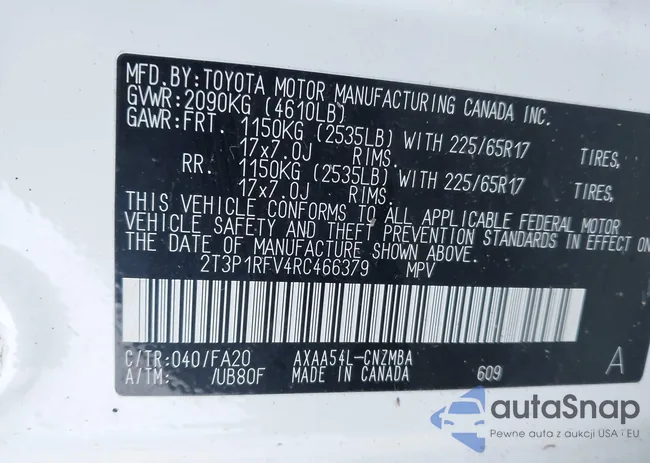 MFD. BY: TOYOTA MOTOR MANUFACTURING CANADA INC.
GVWR: 2090KG (4610LB)
GAWR: FRT. 1150KG (2535LB) WITH 225/65R17 TIRES,
17x7.0J RIMS.
RR. 1150KG (2535LB) WITH 225/65R17 TIRES,
17x7.0J RIMS.
THIS VEHICLE CONFORMS TO ALL APPLICABLE FEDERAL MOTOR
VEHICLE SAFETY AND THEFT PREVENTION STANDARDS IN EFFECT ON
THE DATE OF MANUFACTURE SHOWN ABOVE.
2T3P1RFV4RC466379 MPV
C/TR: 040/FA20 AXAA54L-CNZMBA
A/TM: /UB80F MADE IN CANADA 609 A
autoSnap
Pewne auta z aukcji USA i EU